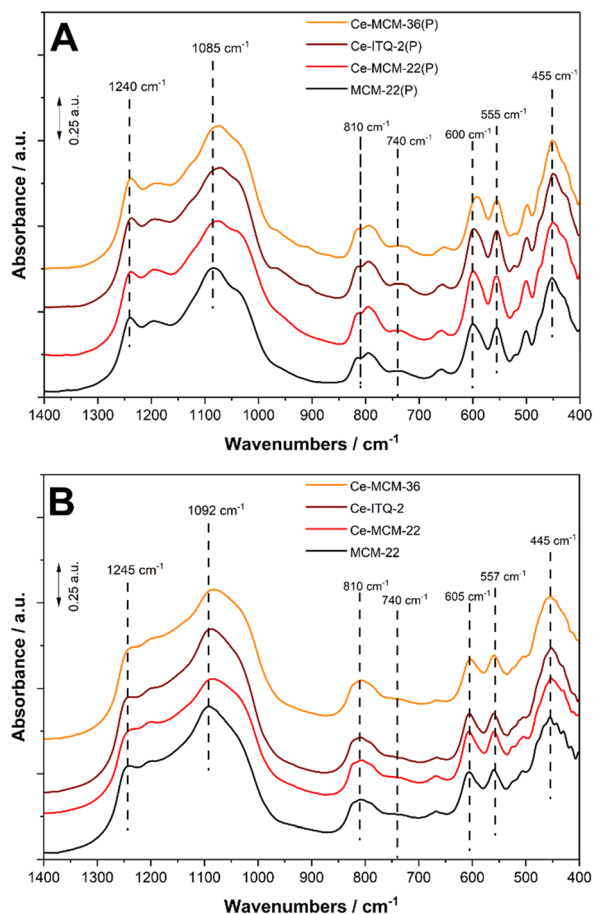 A
Ce-MCM-36(P)
Ce-ITQ-2(P)
Ce-MCM-22(P)
MCM-22(P)
1240 cm⁻¹
1085 cm⁻¹
810 cm⁻¹
740 cm⁻¹
600 cm⁻¹
555 cm⁻¹
455 cm⁻¹
0.25 a.u.
Absorbance / a.u.
1400 1300 1200 1100 1000 900 800 700 600 500 400
Wavenumbers / cm⁻¹
B
Ce-MCM-36
Ce-ITQ-2
Ce-MCM-22
MCM-22
1245 cm⁻¹
1092 cm⁻¹
810 cm⁻¹
740 cm⁻¹
605 cm⁻¹
557 cm⁻¹
445 cm⁻¹
0.25 a.u.
Absorbance / a.u.
1400 1300 1200 1100 1000 900 800 700 600 500 400
Wavenumbers / cm⁻¹